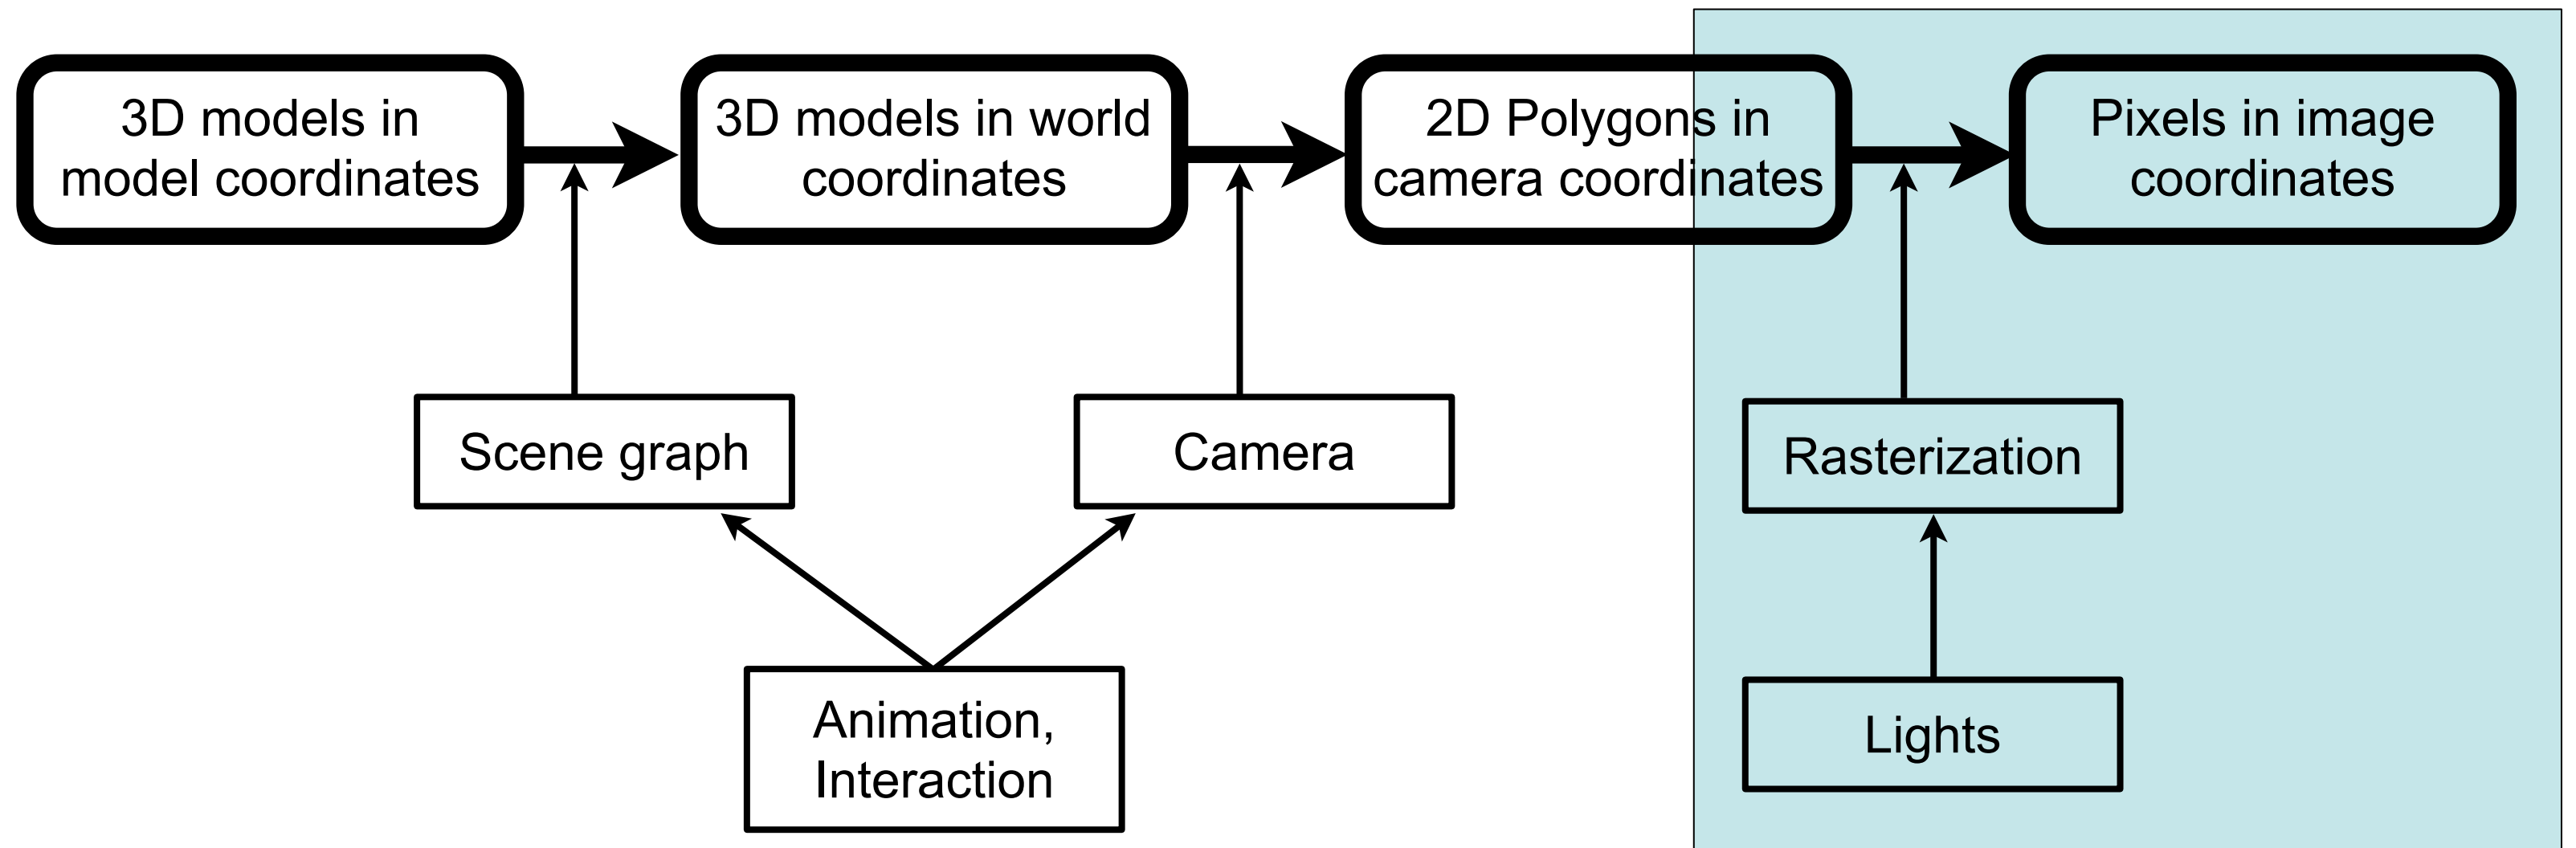 3D models in
model coordinates
3D models in world
coordinates
2D Polygons in
camera coordinates
Pixels in image
coordinates
Scene graph
Camera
Rasterization
Animation,
Interaction
Lights